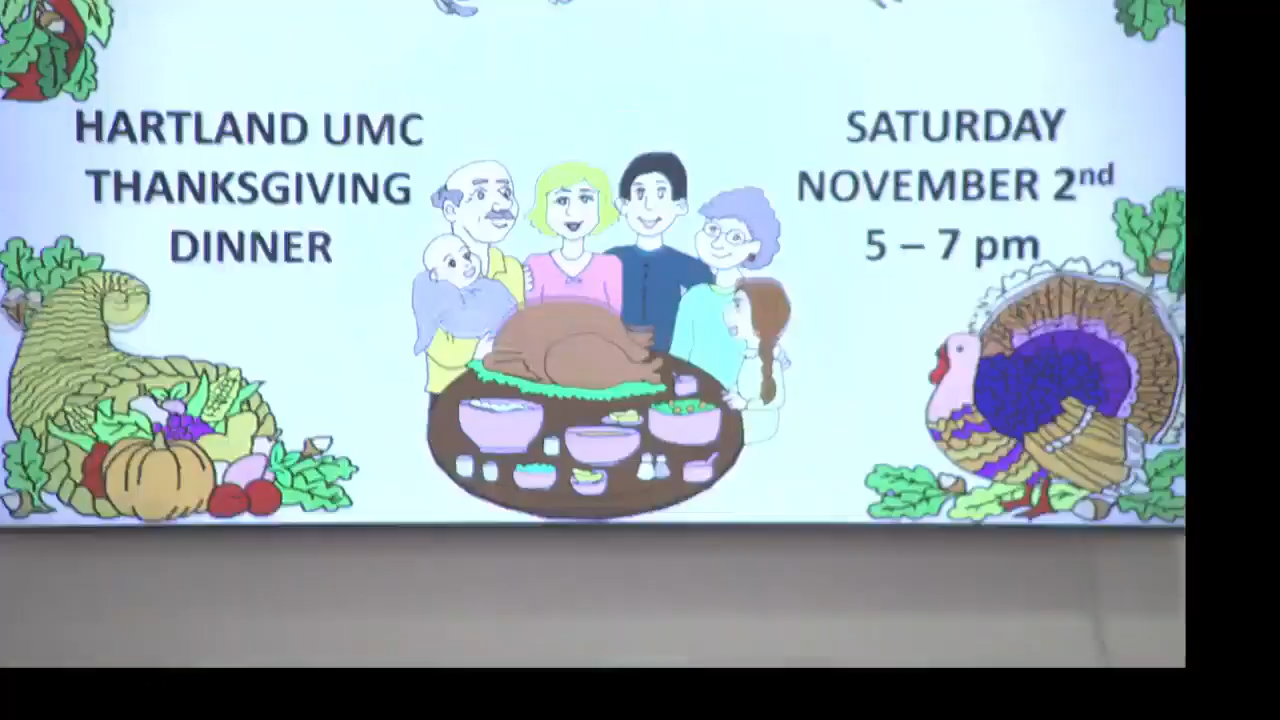 HARTLAND UMC
THANKSGIVING
DINNER
SATURDAY
NOVEMBER 2nd
5 – 7 pm